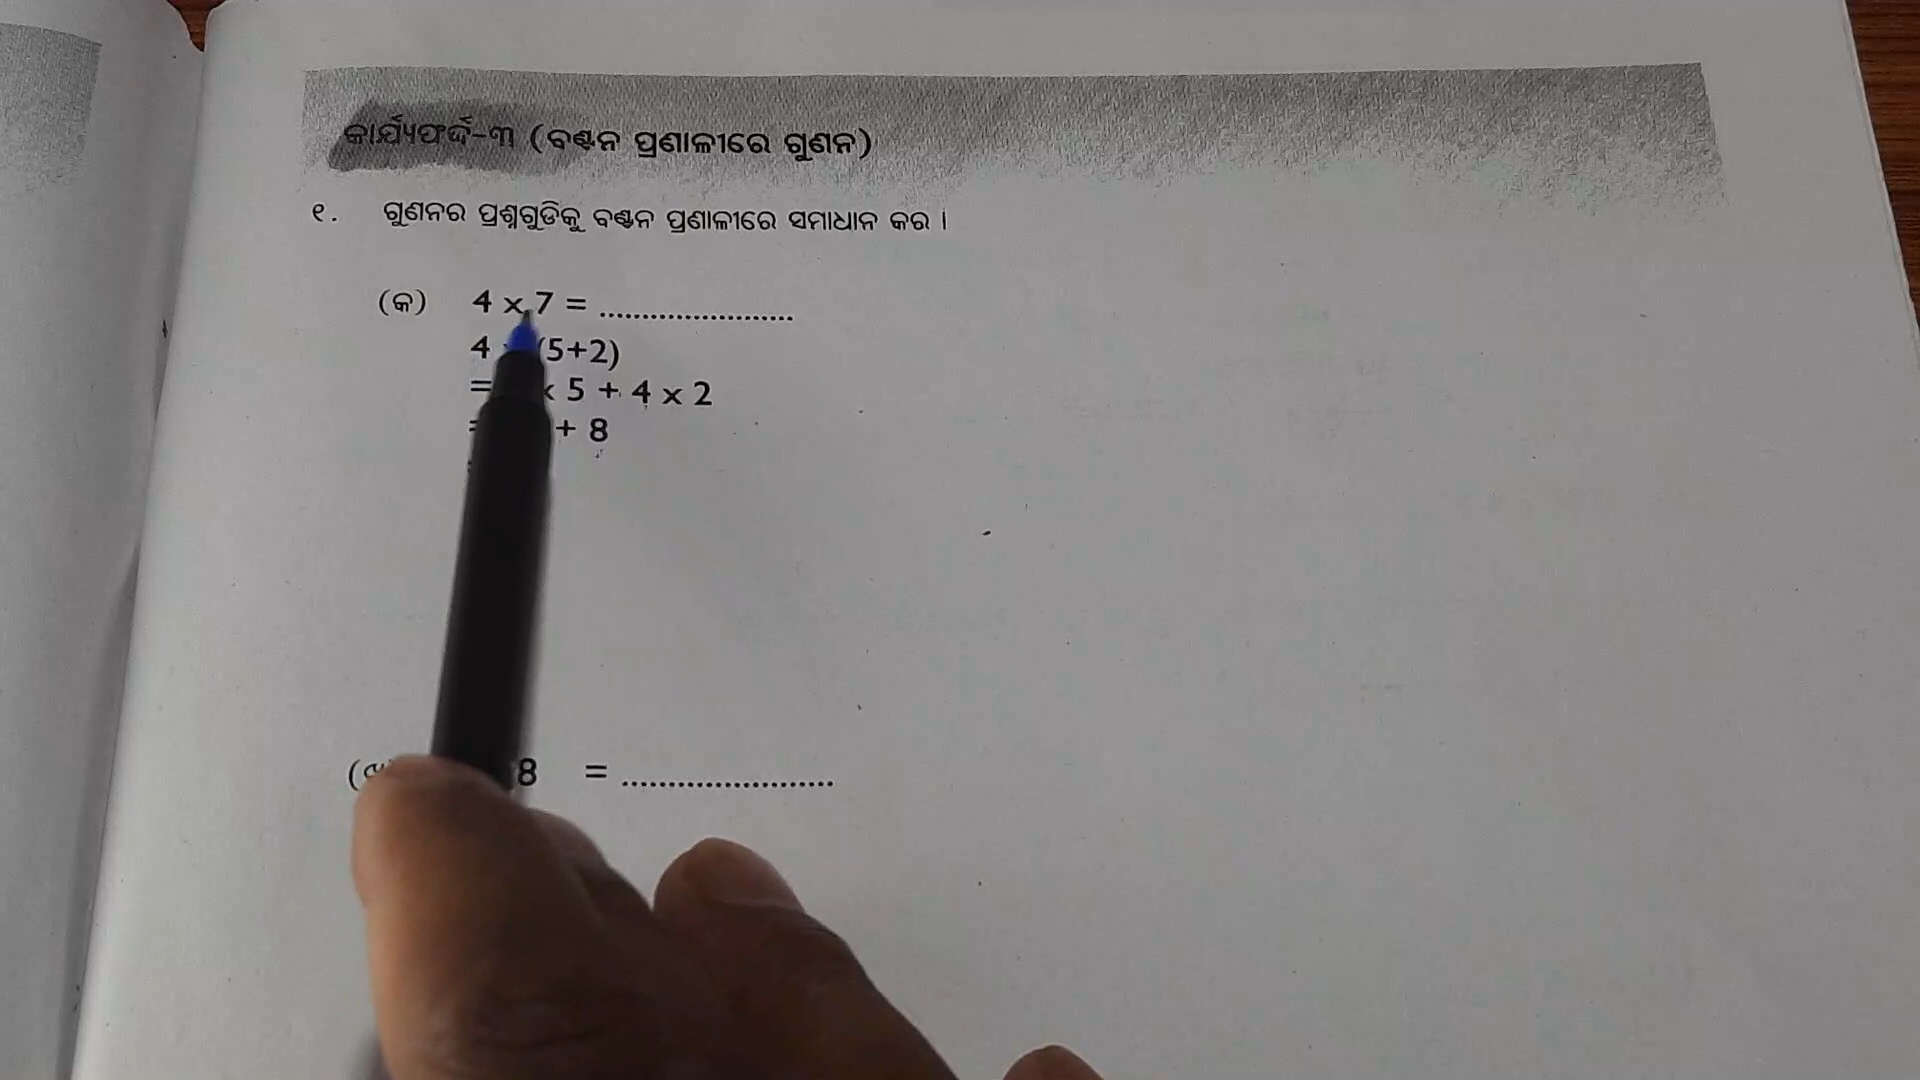 କାର୍ଯ୍ୟଫର୍ଦ୍ଦ-୩ (ବଣ୍ଟନ ପ୍ରଣାଳୀରେ ଗୁଣନ)
୧. ଗୁଣନର ପ୍ରଶ୍ନଗୁଡିକୁ ବଣ୍ଟନ ପ୍ରଣାଳୀରେ ସମାଧାନ କର ।
(କ) 4 x 7 = ........................
4 (5+2)
= x 5 + 4 x 2
= + 8
8 = ........................